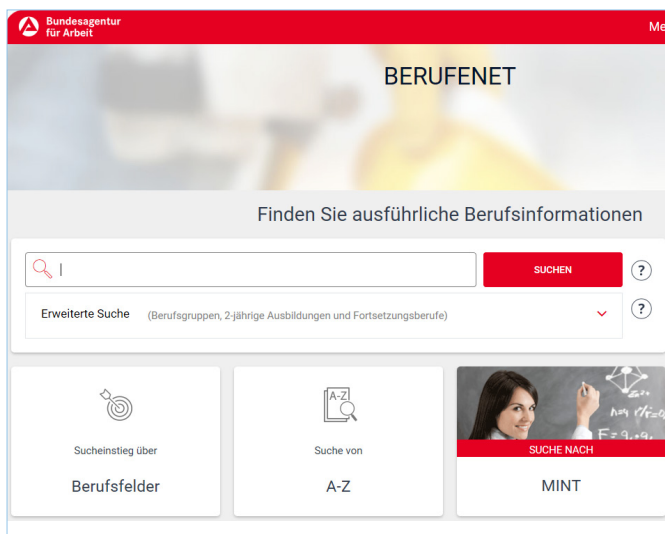 Bundesagentur
für Arbeit
Me
BERUFENET
Finden Sie ausführliche Berufsinformationen
SUCHEN
?
Erweiterte Suche (Berufsgruppen, 2-jährige Ausbildungen und Fortsetzungsberufe)
?
Sucheinstieg über
Berufsfelder
A-Z
Suche von
A-Z
SUCHE NACH
MINT